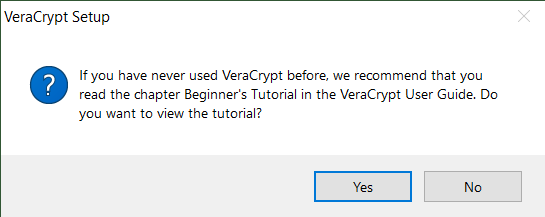 VeraCrypt Setup
If you have never used VeraCrypt before, we recommend that you
read the chapter Beginner's Tutorial in the VeraCrypt User Guide. Do
you want to view the tutorial?
Yes
No